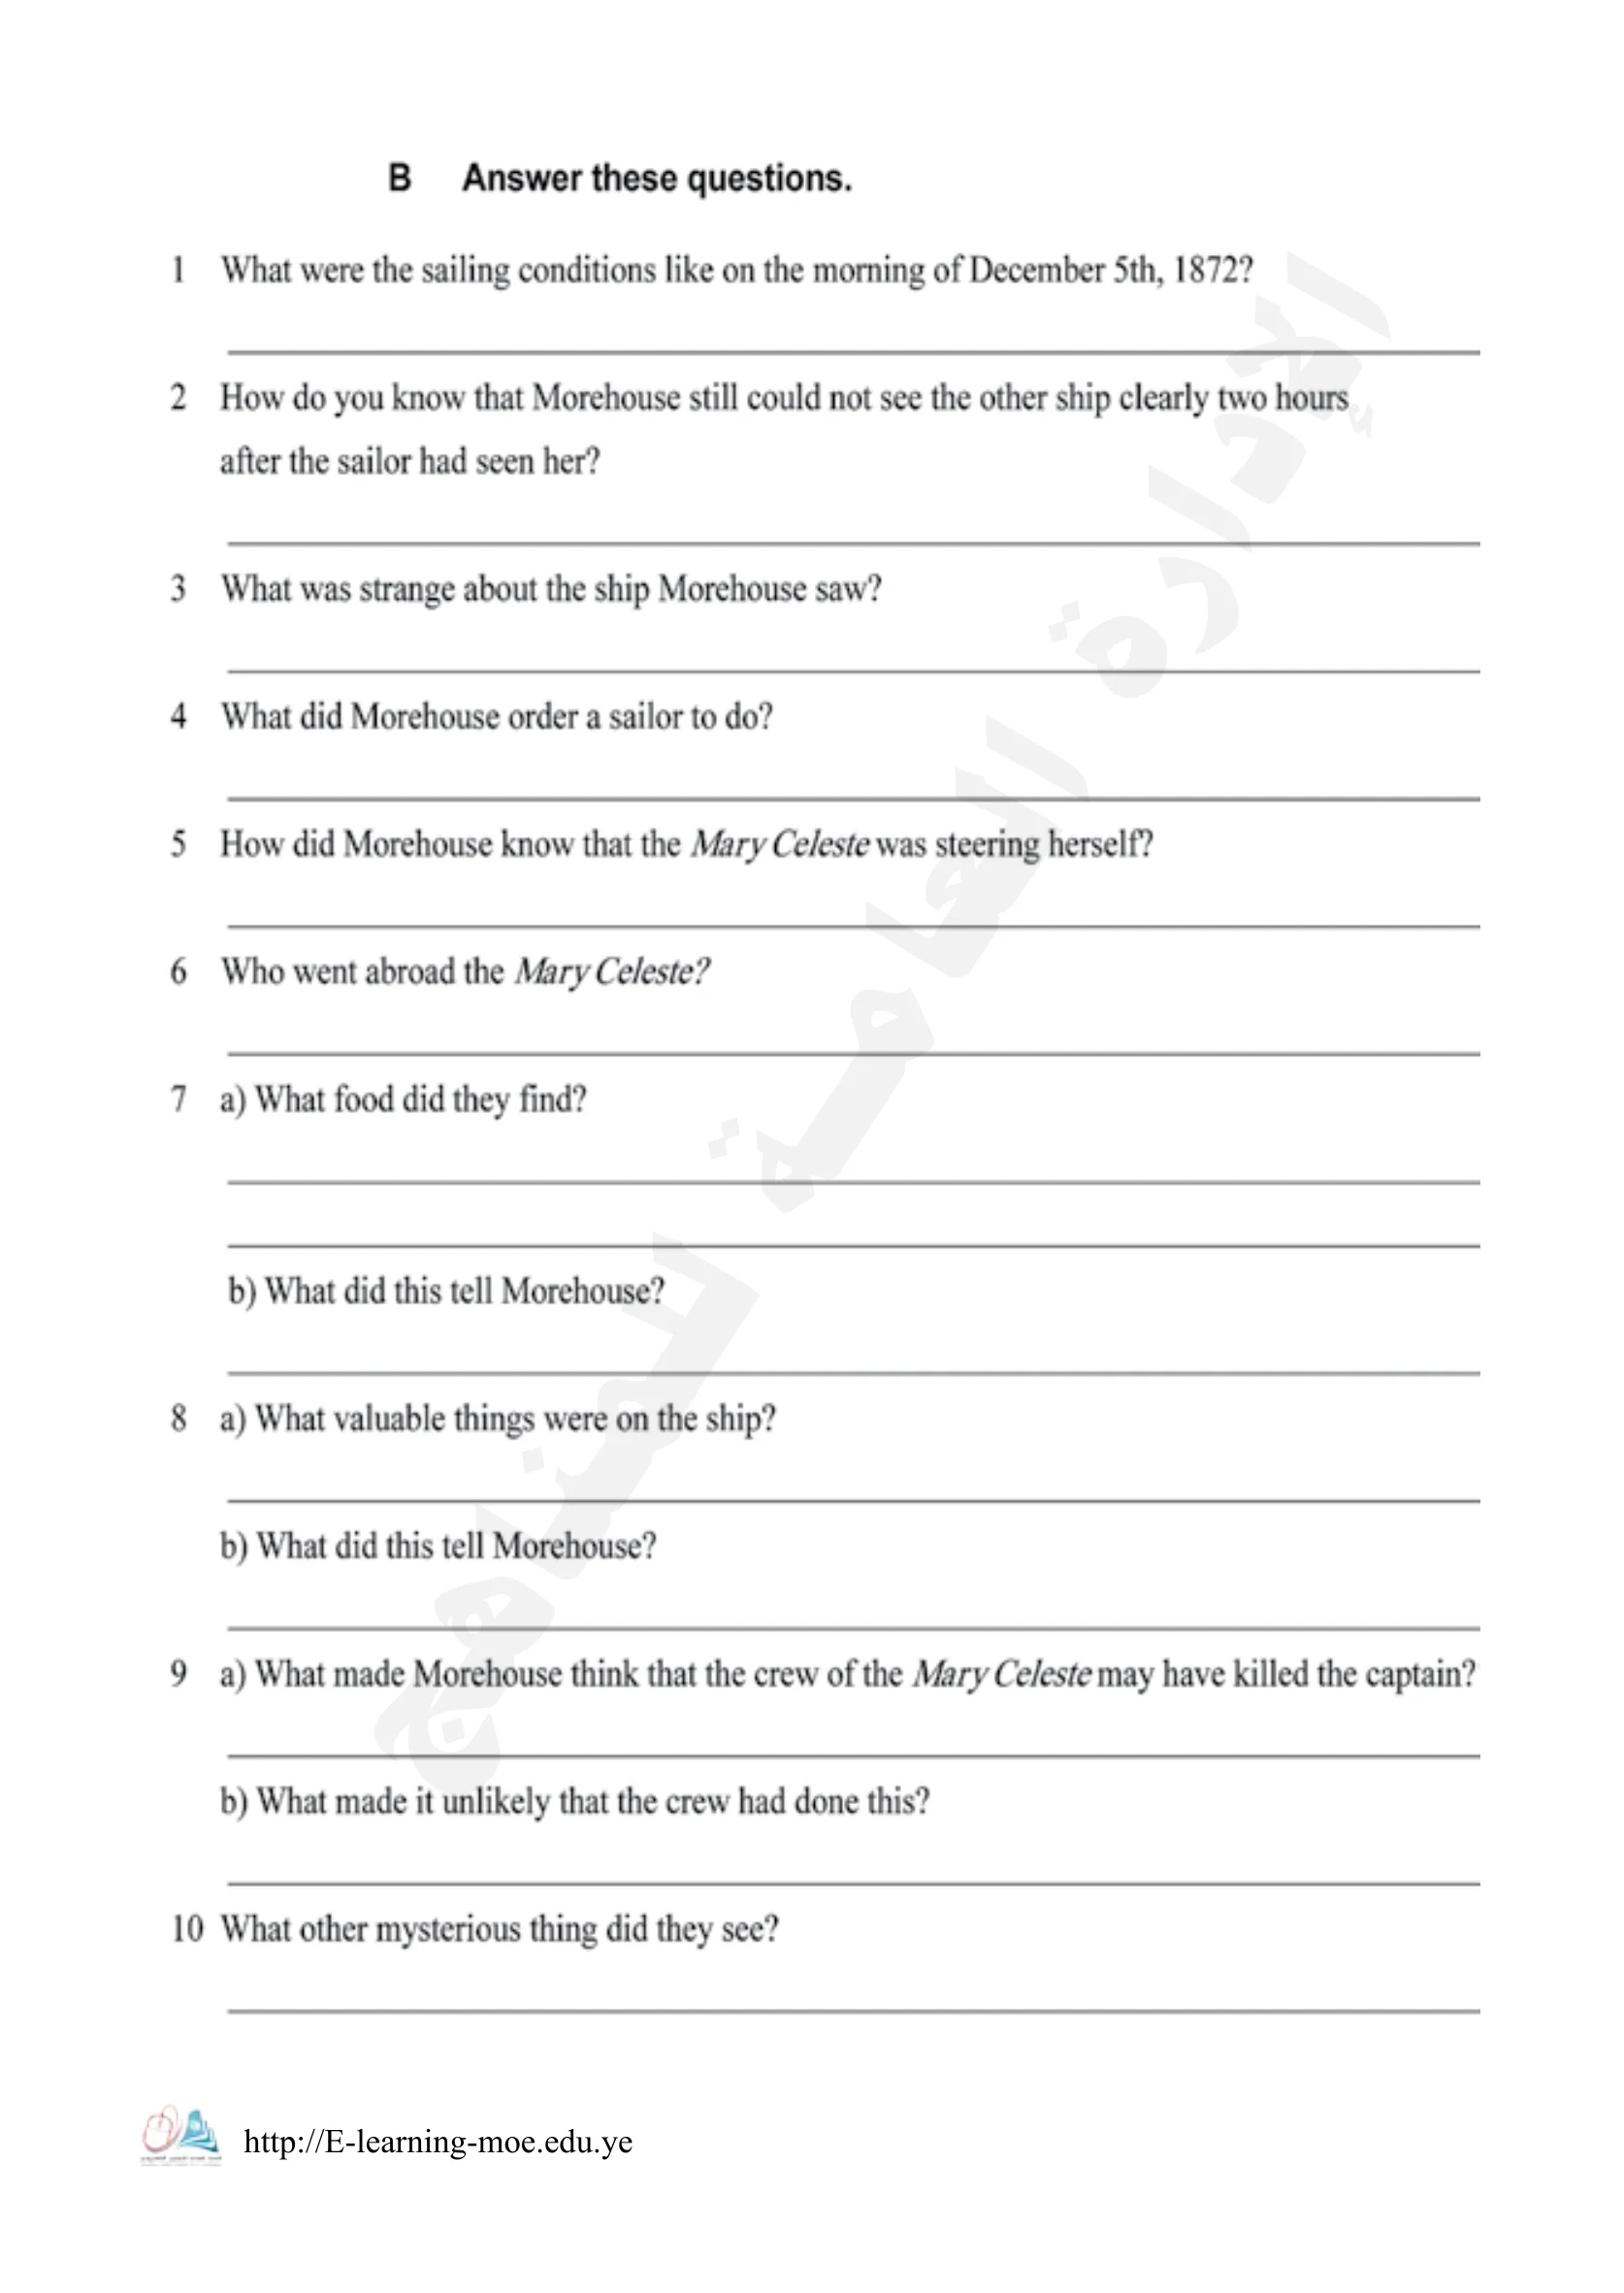 B Answer these questions.
1 What were the sailing conditions like on the morning of December 5th, 1872?
2 How do you know that Morehouse still could not see the other ship clearly two hours
after the sailor had seen her?
3 What was strange about the ship Morehouse saw?
4 What did Morehouse order a sailor to do?
5 How did Morehouse know that the Mary Celeste was steering herself?
6 Who went abroad the Mary Celeste?
7 a) What food did they find?
b) What did this tell Morehouse?
8 a) What valuable things were on the ship?
b) What did this tell Morehouse?
9 a) What made Morehouse think that the crew of the Mary Celeste may have killed the captain?
b) What made it unlikely that the crew had done this?
10 What other mysterious thing did they see?
الإدارة العامة للمناهج
http://E-learning-moe.edu.ye